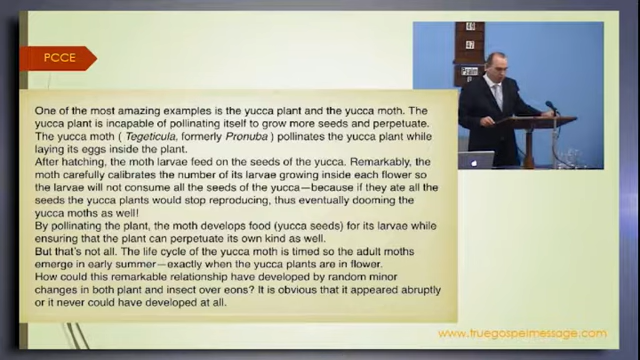 PCCE
49
47
One of the most amazing examples is the yucca plant and the yucca moth. The
yucca plant is incapable of pollinating itself to grow more seeds and perpetuate.
The yucca moth ( Tegeticula, formerly Pronuba ) pollinates the yucca plant while
laying its eggs inside the plant.
After hatching, the moth larvae feed on the seeds of the yucca. Remarkably, the
moth carefully calibrates the number of its larvae growing inside each flower so
the larvae will not consume all the seeds of the yucca—because if they ate all the
seeds the yucca plants would stop reproducing, thus eventually dooming the
yucca moths as well!
By pollinating the plant, the moth develops food (yucca seeds) for its larvae while
ensuring that the plant can perpetuate its own kind as well.
But that's not all. The life cycle of the yucca moth is timed so the adult moths
emerge in early summer—exactly when the yucca plants are in flower.
How could this remarkable relationship have developed by random minor
changes in both plant and insect over eons? It is obvious that it appeared abruptly
or it never could have developed at all.
www.truegospelmessage.com